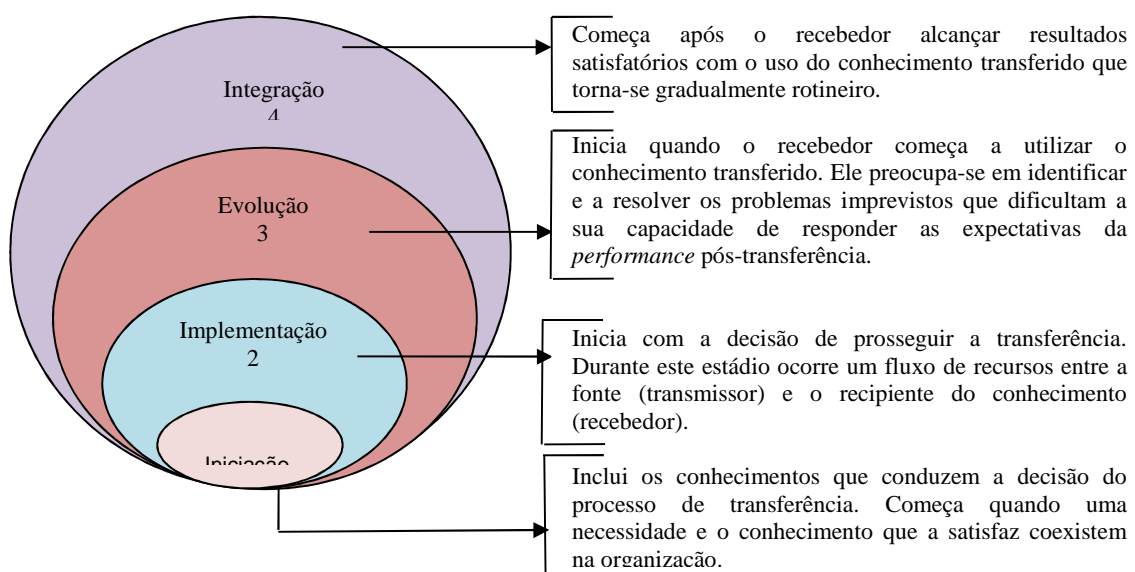 Integração
4
Evolução
3
Implementação
2
Iniciação
Começa após o recebedor alcançar resultados
satisfatórios com o uso do conhecimento transferido que
torna-se gradualmente rotineiro.
Inicia quando o recebedor começa a utilizar o
conhecimento transferido. Ele preocupa-se em identificar
e a resolver os problemas imprevistos que dificultam a
sua capacidade de responder as expectativas da
performance pós-transferência.
Inicia com a decisão de prosseguir a transferência.
Durante este estádio ocorre um fluxo de recursos entre a
fonte (transmissor) e o recipiente do conhecimento
(recebedor).
Inclui os conhecimentos que conduzem a decisão do
processo de transferência. Começa quando uma
necessidade e o conhecimento que a satisfaz coexistem
na organização.